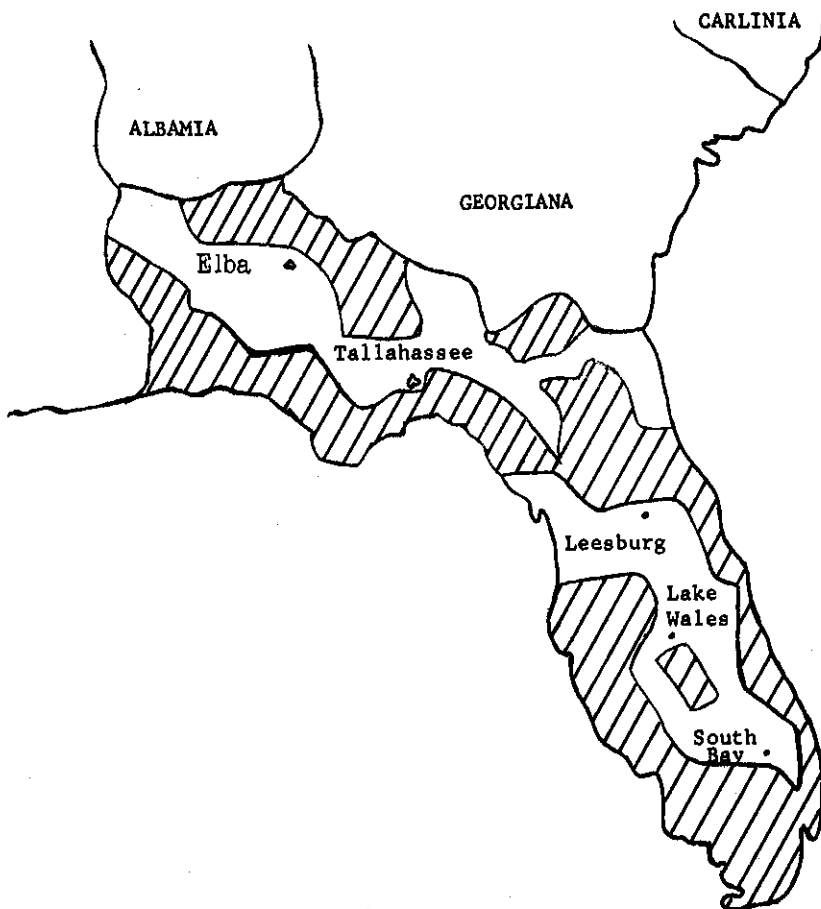 CARLINIA
ALBAMIA
GEORGIANA
Elba
Tallahassee
Leesburg
Lake
Wales
South
Bay